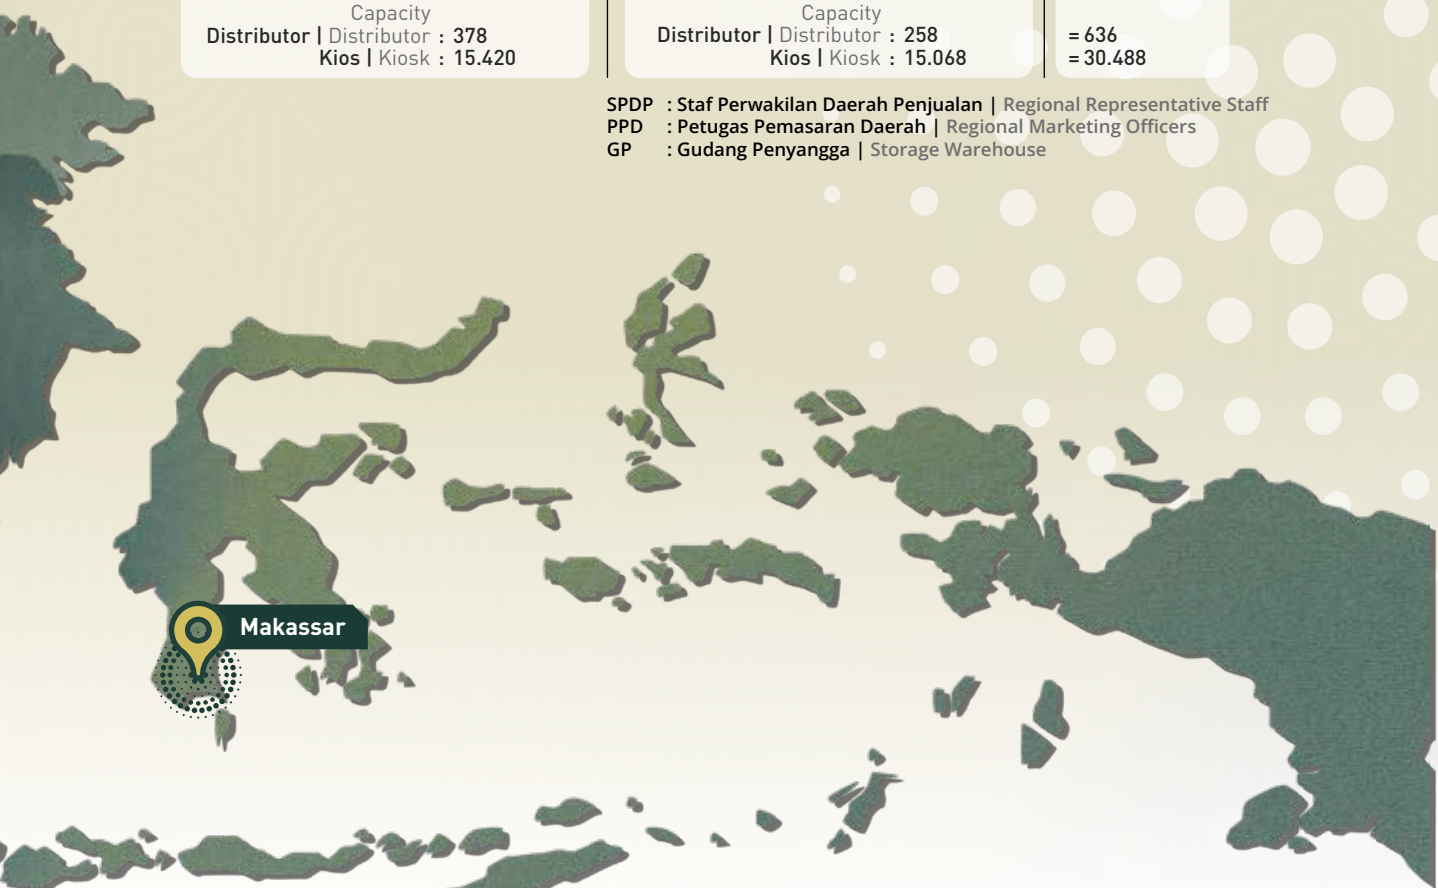 Capacity
Distributor | Distributor : 378
Kios | Kiosk : 15.420
Capacity
Distributor | Distributor : 258
Kios | Kiosk : 15.068
= 636
= 30.488
SPDP : Staf Perwakilan Daerah Penjualan | Regional Representative Staff
PPD : Petugas Pemasaran Daerah | Regional Marketing Officers
GP : Gudang Penyangga | Storage Warehouse
Makassar